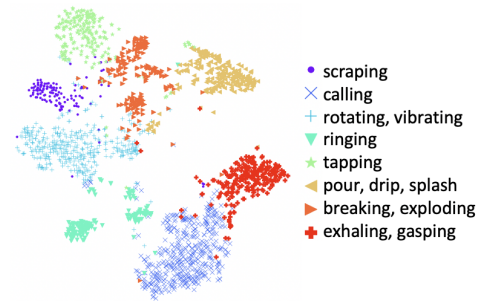 scraping
calling
rotating, vibrating
ringing
tapping
pour, drip, splash
breaking, exploding
exhaling, gasping